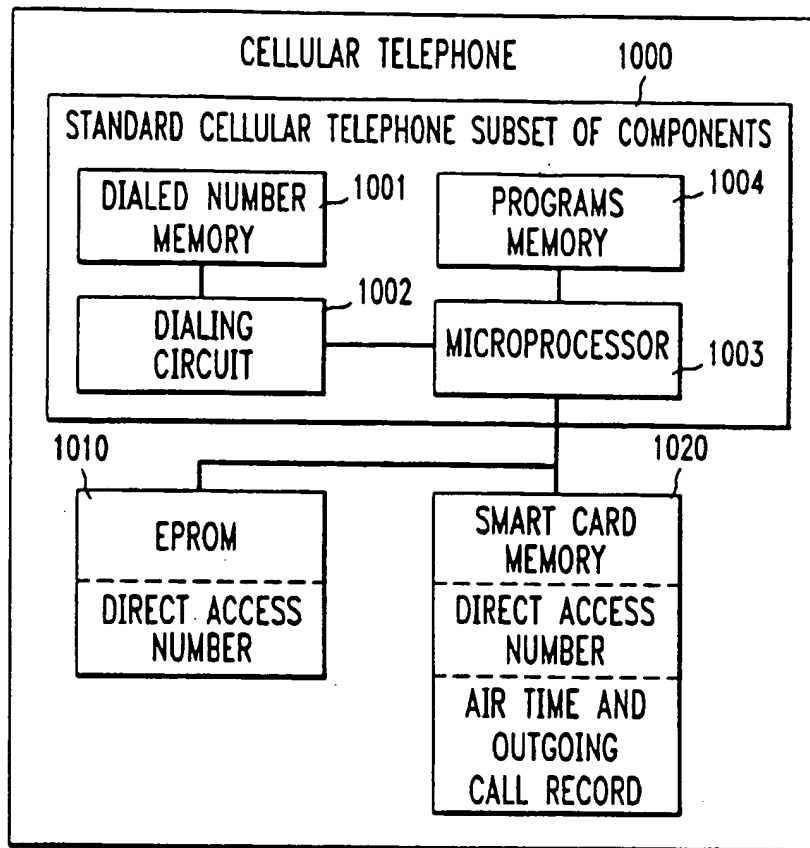 CELLULAR TELEPHONE
1000
STANDARD CELLULAR TELEPHONE SUBSET OF COMPONENTS
DIALED NUMBER
MEMORY
1001
PROGRAMS
MEMORY
1004
DIALING
CIRCUIT
1002
MICROPROCESSOR
1003
1010
EPROM
DIRECT ACCESS
NUMBER
1020
SMART CARD
MEMORY
DIRECT ACCESS
NUMBER
AIR TIME AND
OUTGOING
CALL RECORD